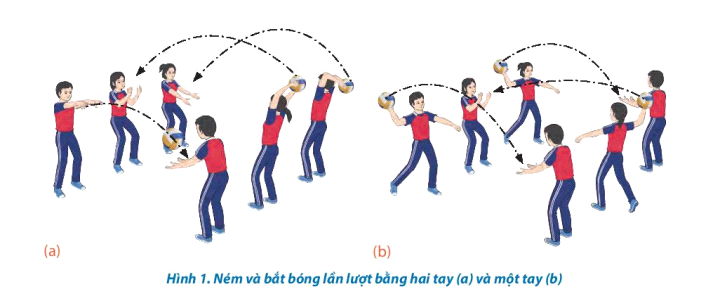 (a)
(b)
Hình 1. Ném và bắt bóng lần lượt bằng hai tay (a) và một tay (b)